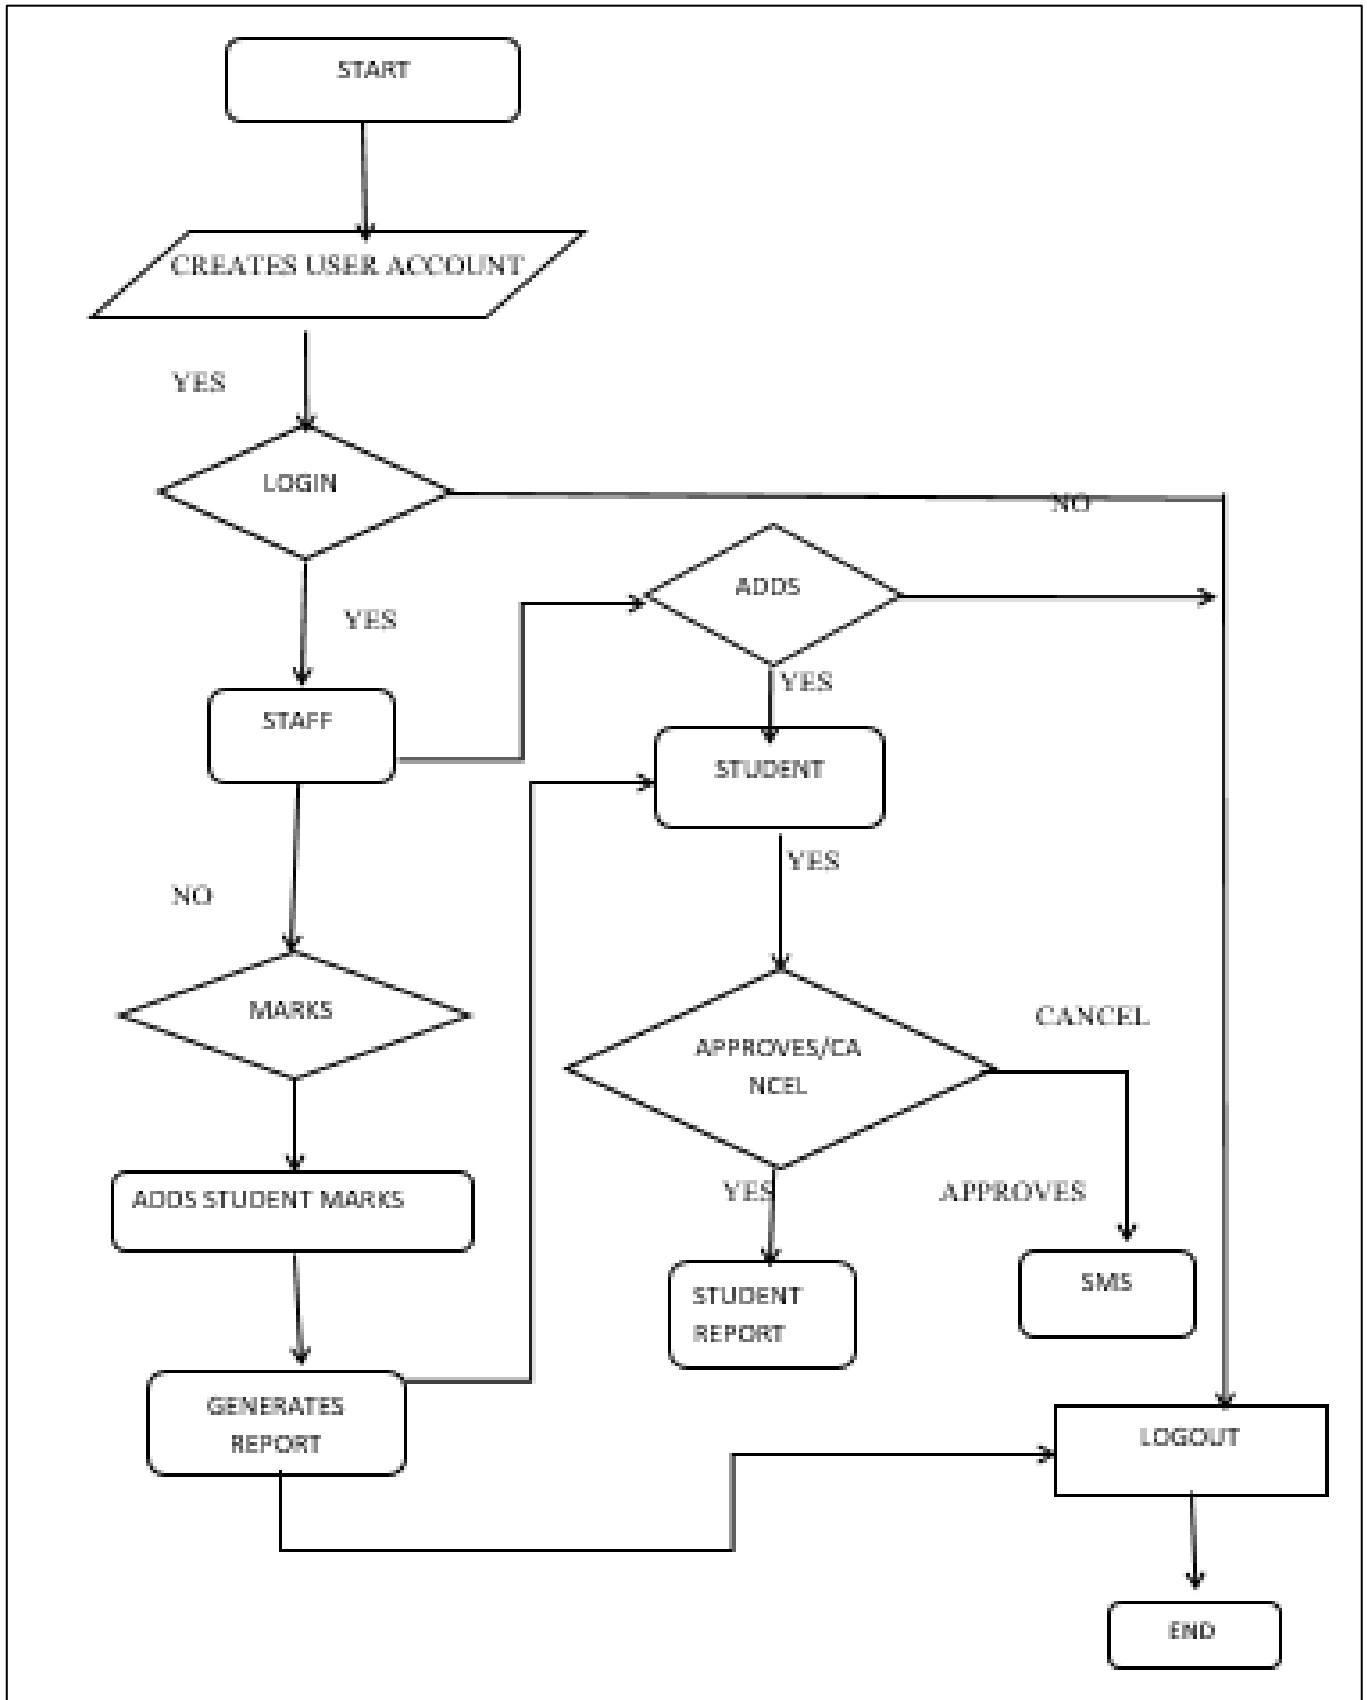 START
CREATES USER ACCOUNT
YES
LOGIN
NO
ADDS
YES
YES
STAFF
STUDENT
YES
NO
MARKS
CANCEL
APPROVES/CA
NCEL
ADDS STUDENT MARKS
YES
APPROVES
SMS
STUDENT
REPORT
GENERATES
REPORT
LOGOUT
END